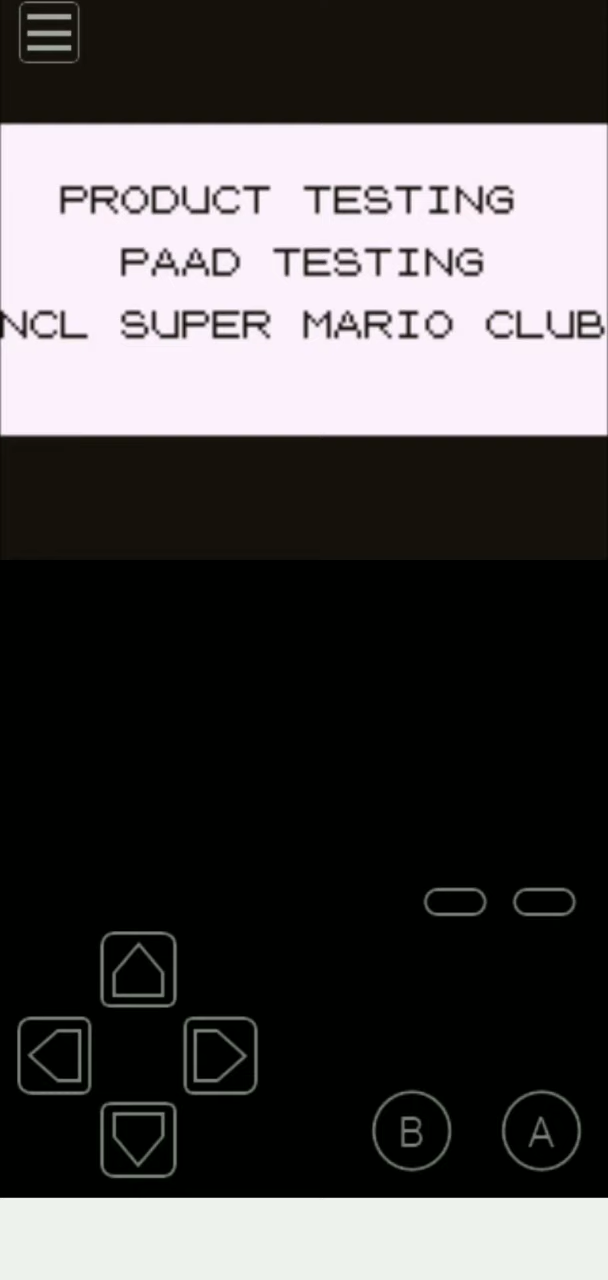 PRODUCT TESTING
PAAD TESTING
NCL SUPER MARIO CLUB
B A